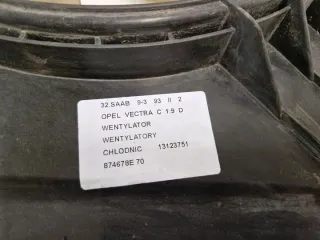 32.SAAB 9-3 93 II 2
OPEL VECTRA C 1.9 D
WENTYLATOR
WENTYLATORY
CHLODNIC 13123751
874678E 70